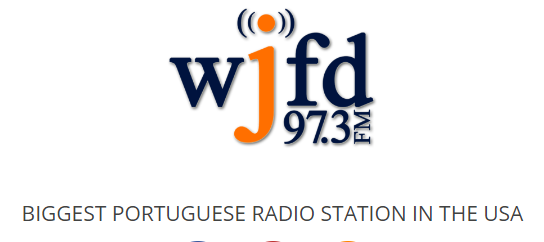 wjfd
97.3 FM
BIGGEST PORTUGUESE RADIO STATION IN THE USA